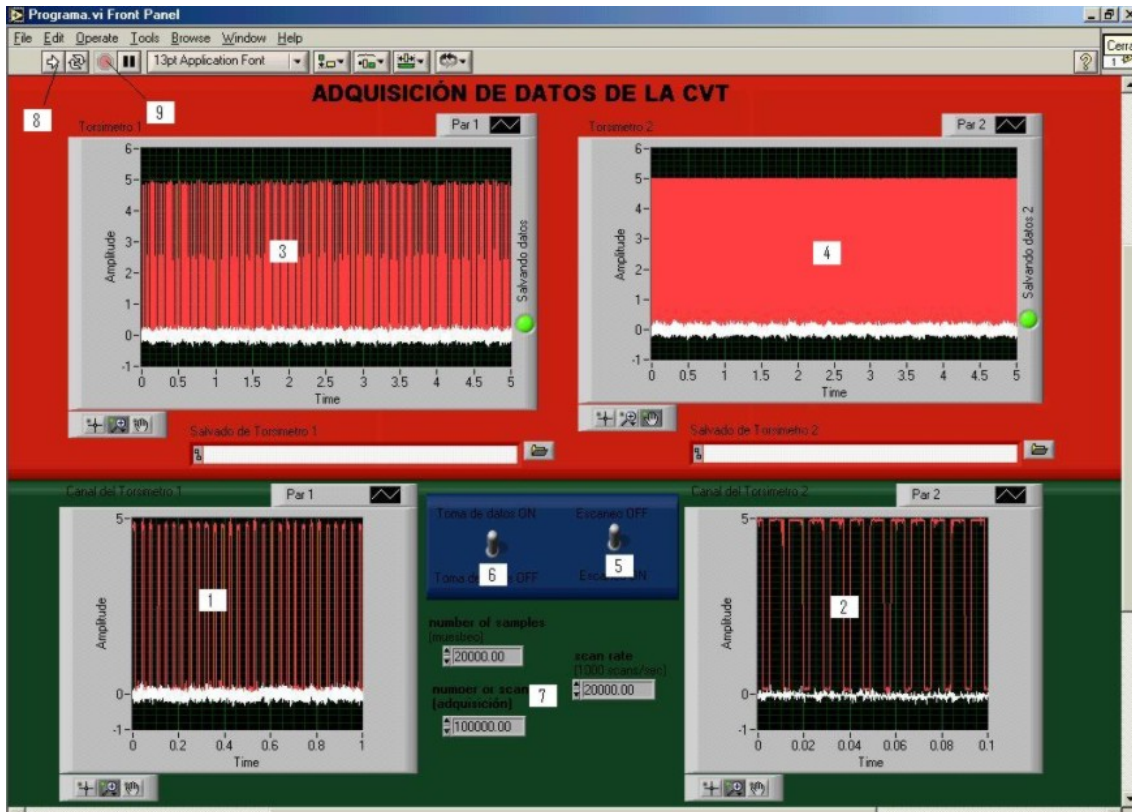 Programa.vi Front Panel
File Edit Operate Tools Browse Window Help
Cerra
13pt Application Font
1
8
9
ADQUISICIÓN DE DATOS DE LA CVT
Torsimetro 1
Par 1
6
5
4
3
2
1
0
-1
Amplitude
3
0 0.5 1 1.5 2 2.5 3 3.5 4 4.5 5
Time
Salvando datos
Salvado de Torsimetro 1
Torsimetro 2
Par 2
6
5
4
3
2
1
0
-1
Amplitude
4
0 0.5 1 1.5 2 2.5 3 3.5 4 4.5 5
Time
Salvando datos 2
Salvado de Torsimetro 2
Canal del Torsimetro 1
Par 1
5
0
-1
Amplitude
1
0 0.2 0.4 0.6 0.8 1
Time
Toma de datos ON
Escaneo OFF
6
5
OFF
number of samples
(muestreo)
20000.00
scan rate
(1000 scans/sec)
20000.00
number of scan
7
(adquisición)
100000.00
Canal del Torsimetro 2
Par 2
5
0
-1
Amplitude
2
0 0.02 0.04 0.06 0.08 0.1
Time